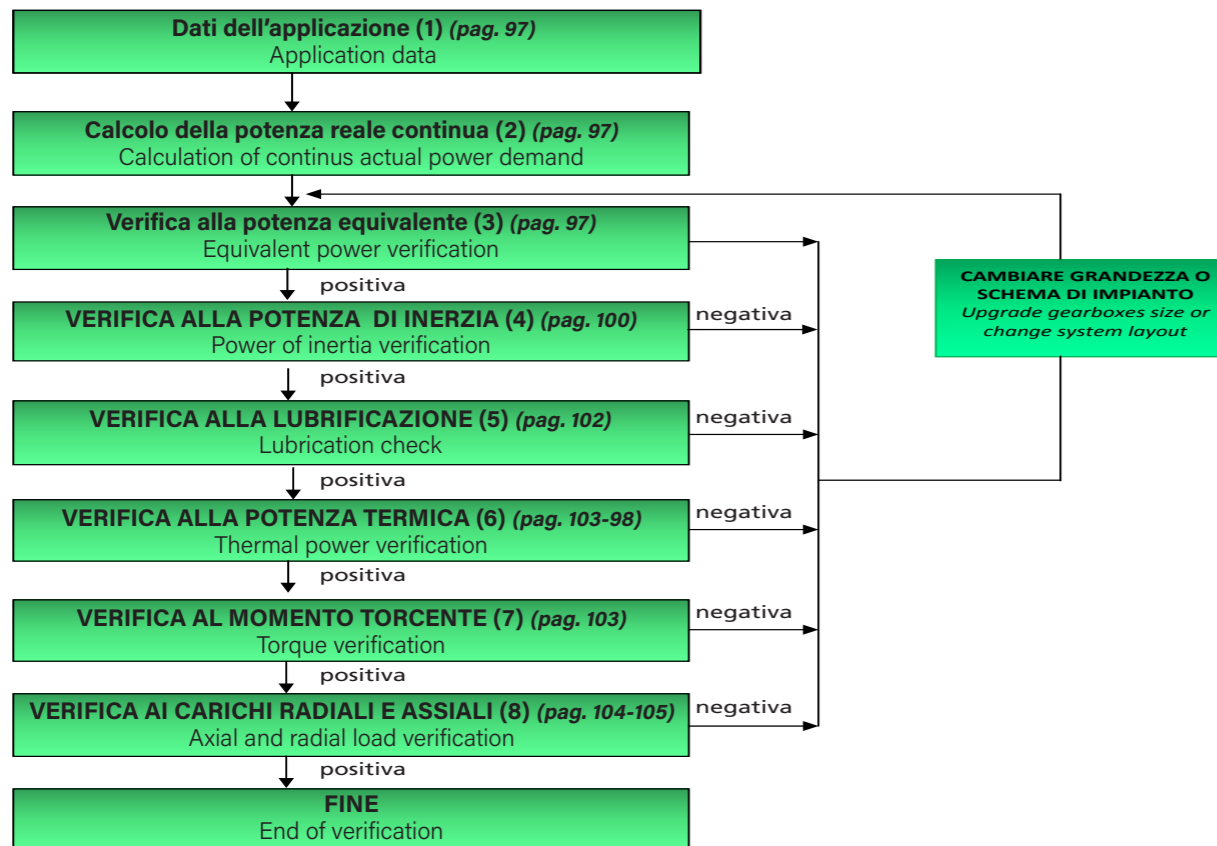 Dati dell'applicazione (1) (pag. 97)
Application data
Calcolo della potenza reale continua (2) (pag. 97)
Calculation of continus actual power demand
Verifica alla potenza equivalente (3) (pag. 97)
Equivalent power verification
positiva
CAMBIARE GRANDEZZA O
SCHEMA DI IMPIANTO
Upgrade gearboxes size or
change system layout
VERIFICA ALLA POTENZA DI INERZIA (4) (pag. 100)
Power of inertia verification
negativa
positiva
VERIFICA ALLA LUBRIFICAZIONE (5) (pag. 102)
Lubrication check
negativa
positiva
VERIFICA ALLA POTENZA TERMICA (6) (pag. 103-98)
Thermal power verification
negativa
positiva
VERIFICA AL MOMENTO TORCENTE (7) (pag. 103)
Torque verification
negativa
positiva
VERIFICA AI CARICHI RADIALI E ASSIALI (8) (pag. 104-105)
Axial and radial load verification
negativa
positiva
FINE
End of verification